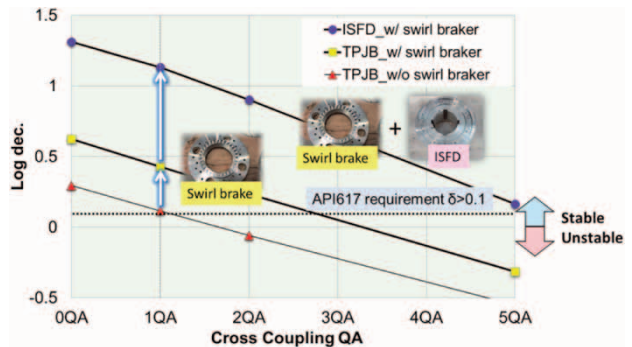 1.5
1
0.5
0
-0.5
Log dec.
ISFD_w/ swirl braker
TPJB_w/ swirl braker
TPJB_w/o swirl braker
Swirl brake
+
Swirl brake
ISFD
API617 requirement δ>0.1
Stable
Unstable
0QA 1QA 2QA 3QA 4QA 5QA
Cross Coupling QA